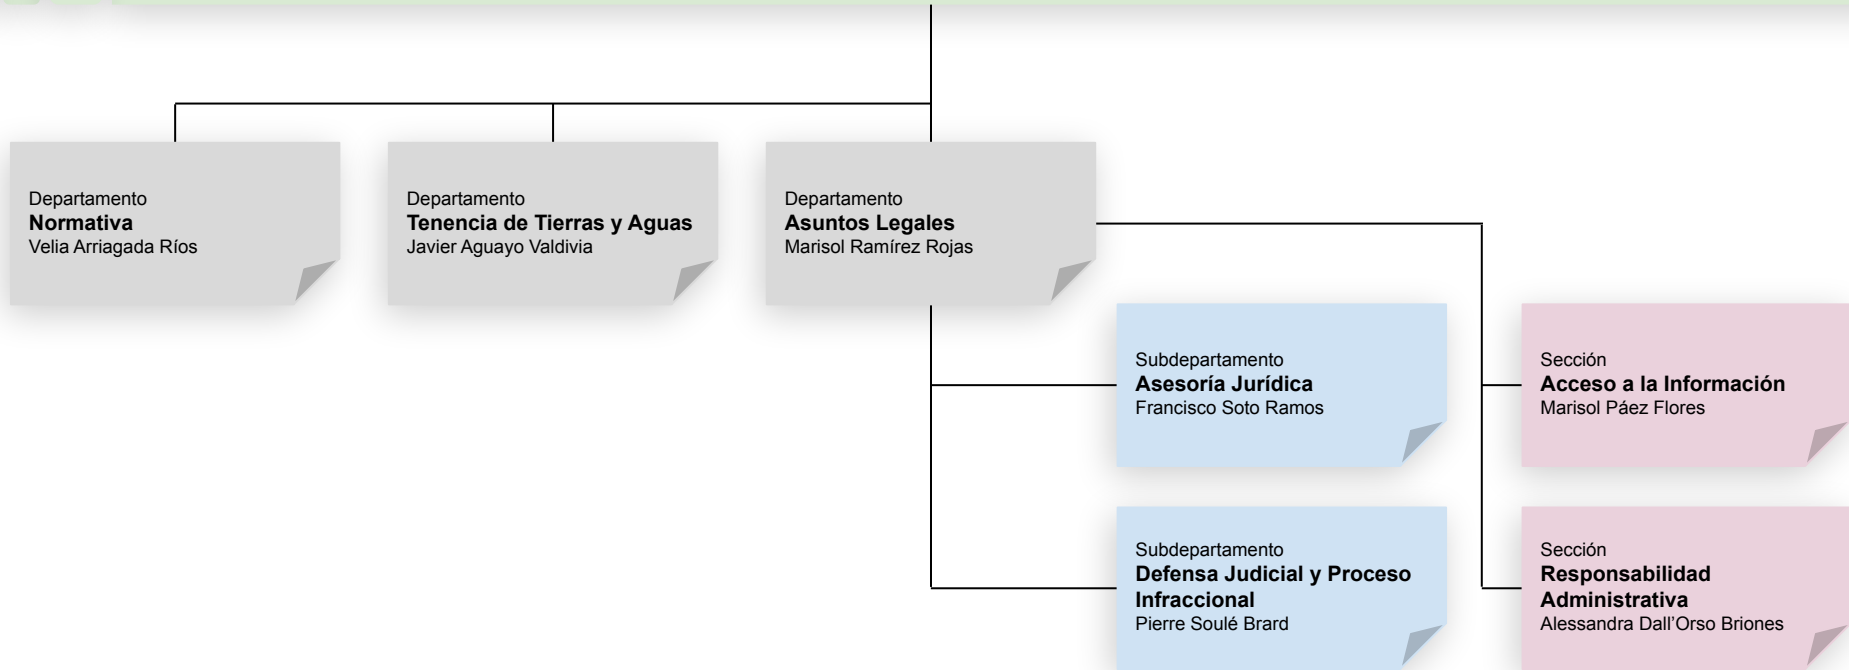 Departamento
Normativa
Velia Arriagada Ríos
Departamento
Tenencia de Tierras y Aguas
Javier Aguayo Valdivia
Departamento
Asuntos Legales
Marisol Ramírez Rojas
Subdepartamento
Asesoría Jurídica
Francisco Soto Ramos
Sección
Acceso a la Información
Marisol Páez Flores
Subdepartamento
Defensa Judicial y Proceso
Infraccional
Pierre Soulé Brard
Sección
Responsabilidad
Administrativa
Alessandra Dall’Orso Briones